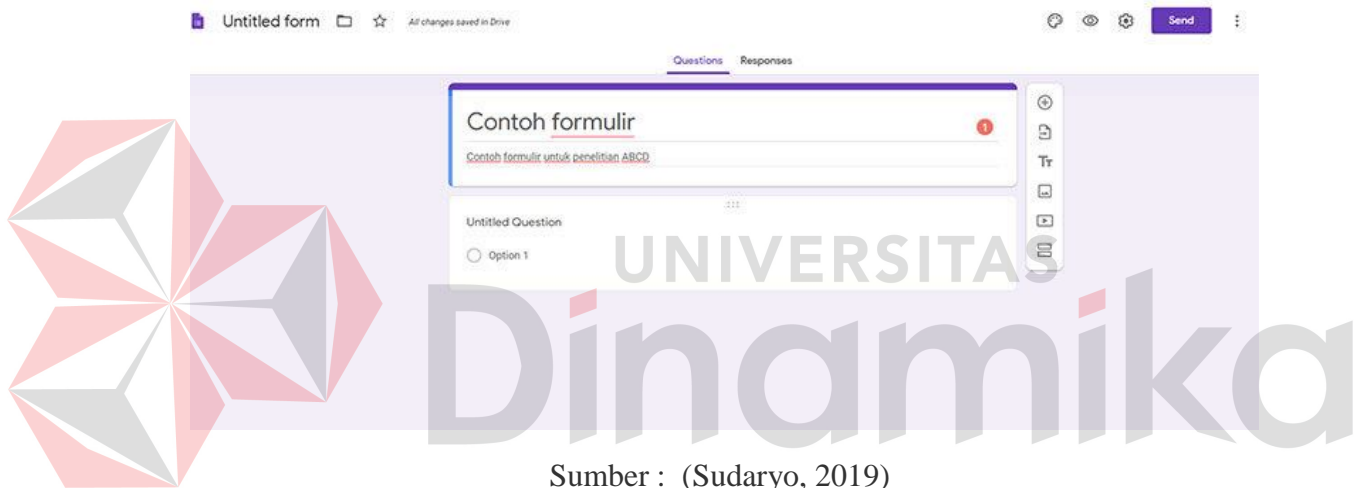 Untitled form All changes saved in Drive Send
Questions Responses
Contoh formulir 1
Contoh formulir untuk penelitian ABCD
Tr
Untitled Question
Option 1
UNIVERSITAS
Dinamika
Sumber : (Sudaryo, 2019)